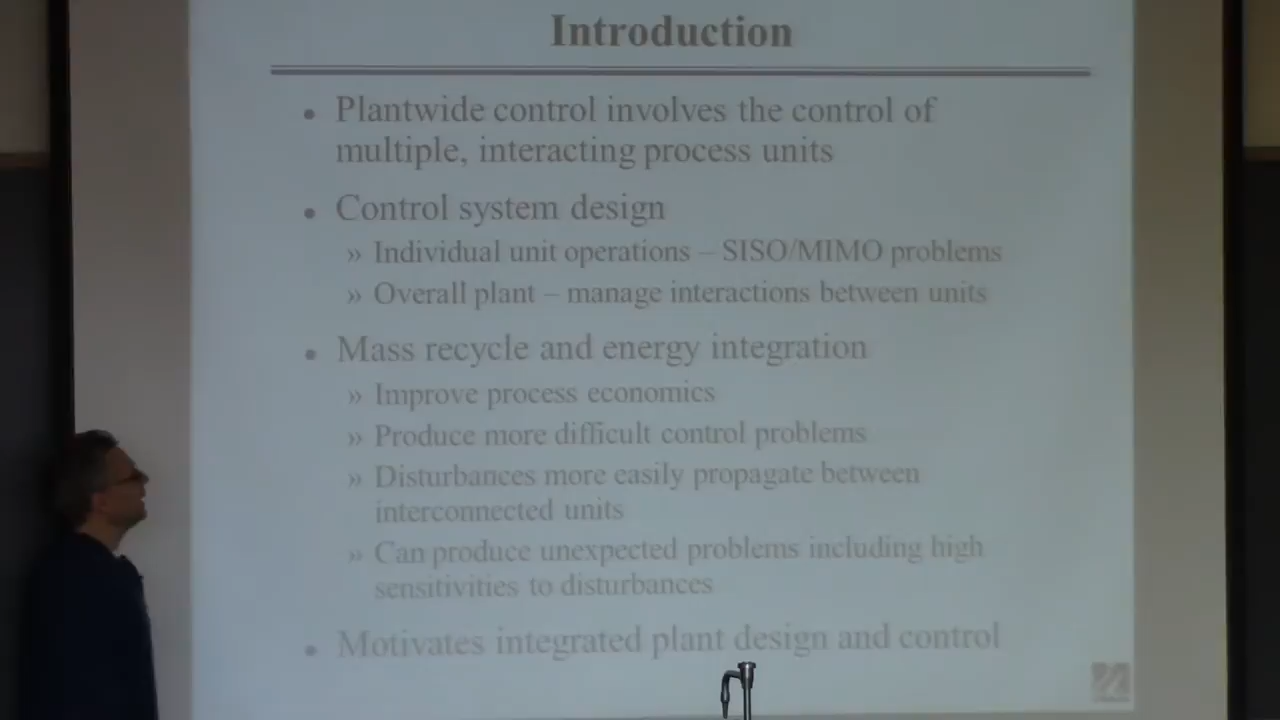 Introduction
• Plantwide control involves the control of
multiple, interacting process units
• Control system design
» Individual unit operations – SISO/MIMO problems
» Overall plant – manage interactions between units
• Mass recycle and energy integration
» Improve process economics
» Produce more difficult control problems
» Disturbances more easily propagate between
interconnected units
» Can produce unexpected problems including high
sensitivities to disturbances
• Motivates integrated plant design and control